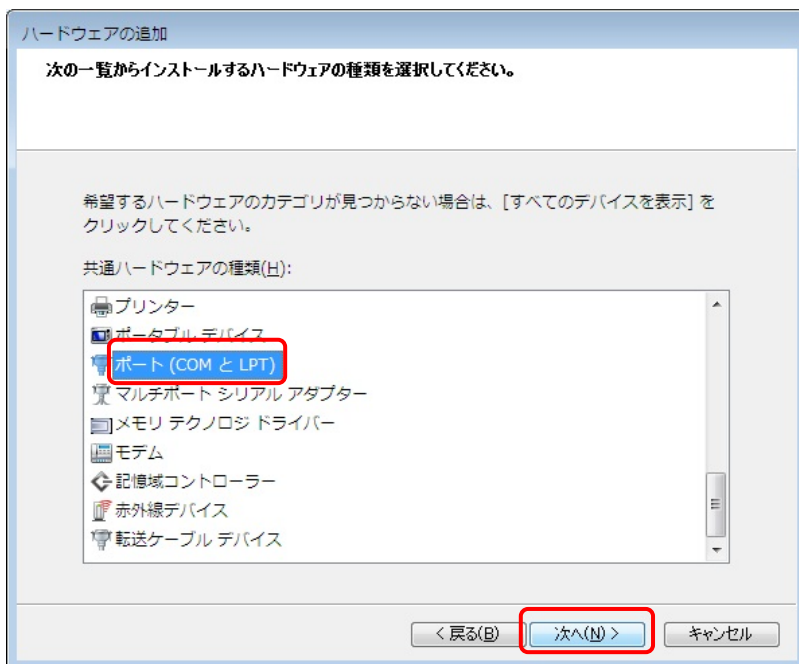 ハードウェアの追加
次の一覧からインストールするハードウェアの種類を選択してください。
希望するハードウェアのカテゴリが見つからない場合は、[すべてのデバイスを表示] を
クリックしてください。
共通ハードウェアの種類(H):
プリンター
ポータブル デバイス
ポート (COM と LPT)
マルチポート シリアル アダプター
メモリ テクノロジ ドライバー
モデム
記憶域コントローラー
赤外線デバイス
転送ケーブル デバイス
< 戻る(B) 次へ(N) > キャンセル